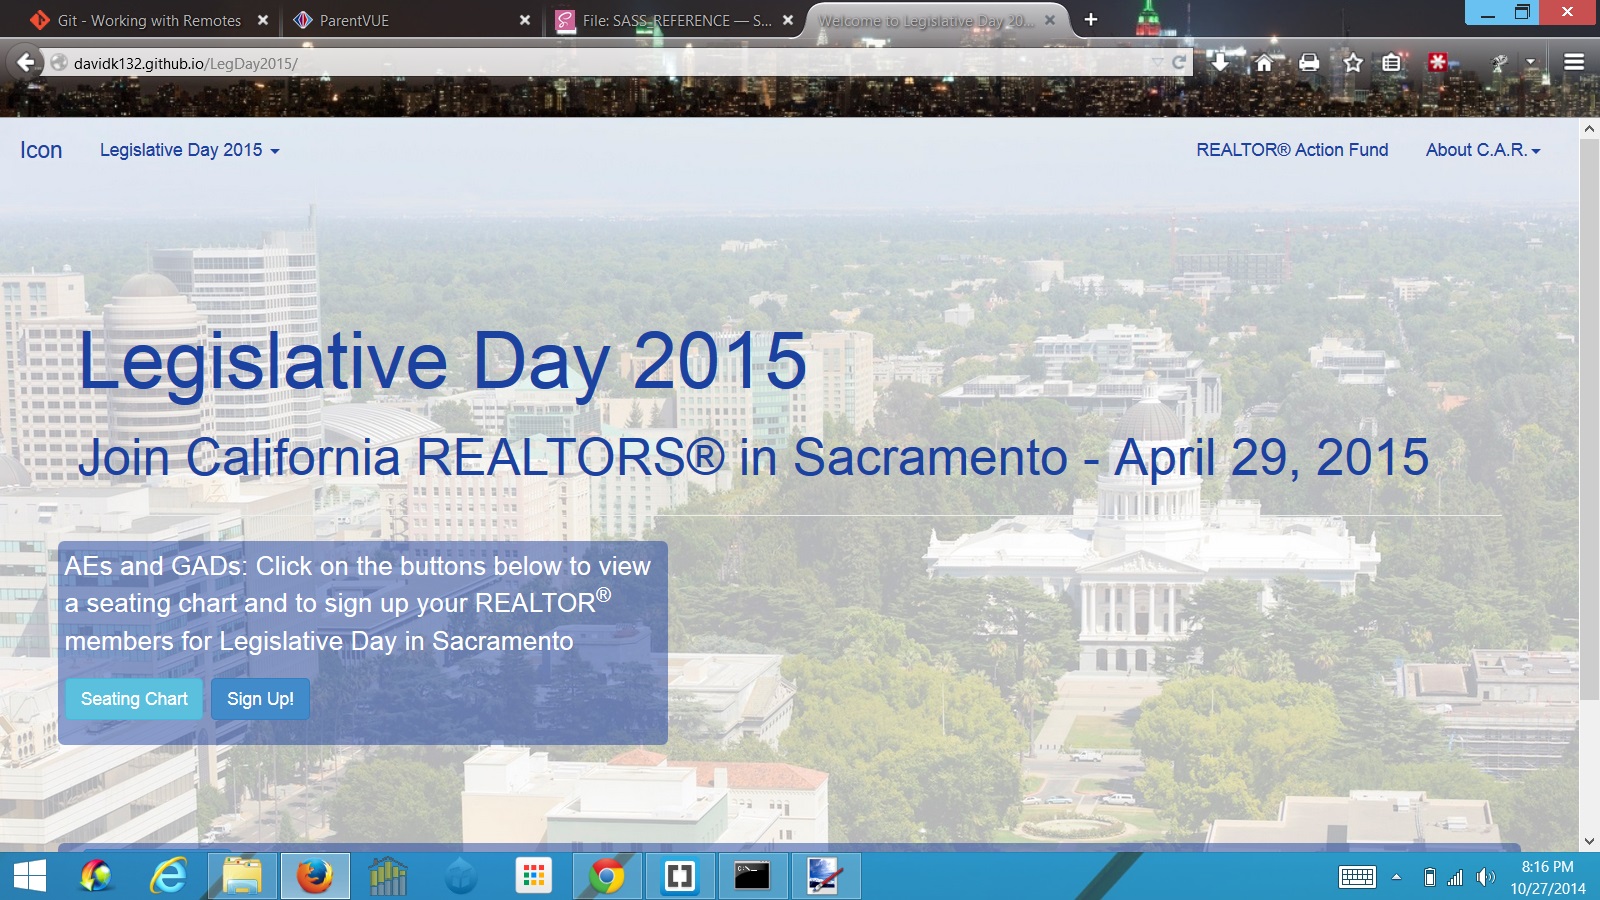 Git - Working with Remotes
ParentVUE
File: SASS_REFERENCE — S...
Welcome to Legislative Day 20...
davidk132.github.io/LegDay2015/
Icon
Legislative Day 2015
REALTOR® Action Fund
About C.A.R.
Legislative Day 2015
Join California REALTORS® in Sacramento - April 29, 2015
AEs and GADs: Click on the buttons below to view
a seating chart and to sign up your REALTOR®
members for Legislative Day in Sacramento
Seating Chart
Sign Up!
8:16 PM
10/27/2014